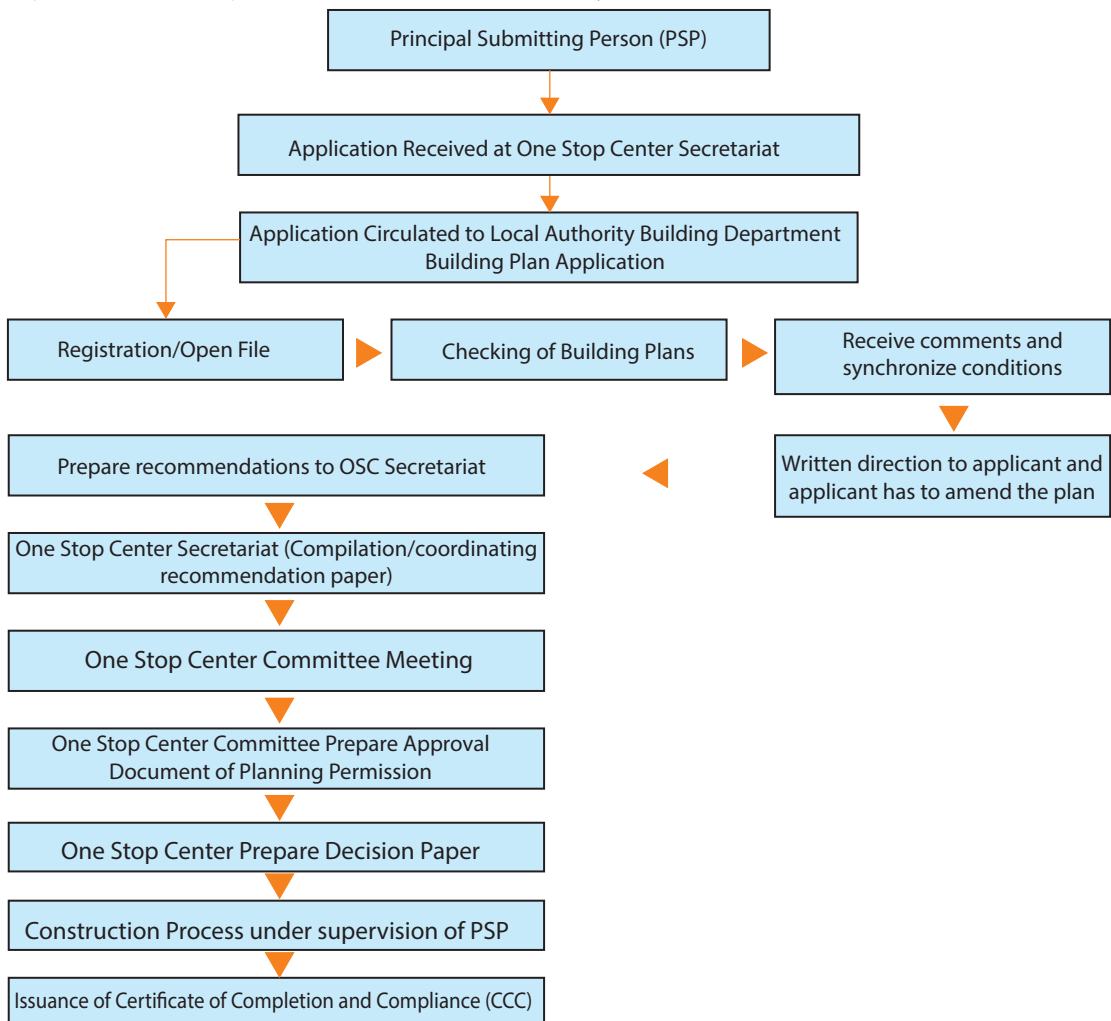 Principal Submitting Person (PSP)
Application Received at One Stop Center Secretariat
Application Circulated to Local Authority Building Department
Building Plan Application
Registration/Open File
Checking of Building Plans
Receive comments and
synchronize conditions
Prepare recommendations to OSC Secretariat
Written direction to applicant and
applicant has to amend the plan
One Stop Center Secretariat (Compilation/coordinating
recommendation paper)
One Stop Center Committee Meeting
One Stop Center Committee Prepare Approval
Document of Planning Permission
One Stop Center Prepare Decision Paper
Construction Process under supervision of PSP
Issuance of Certificate of Completion and Compliance (CCC)